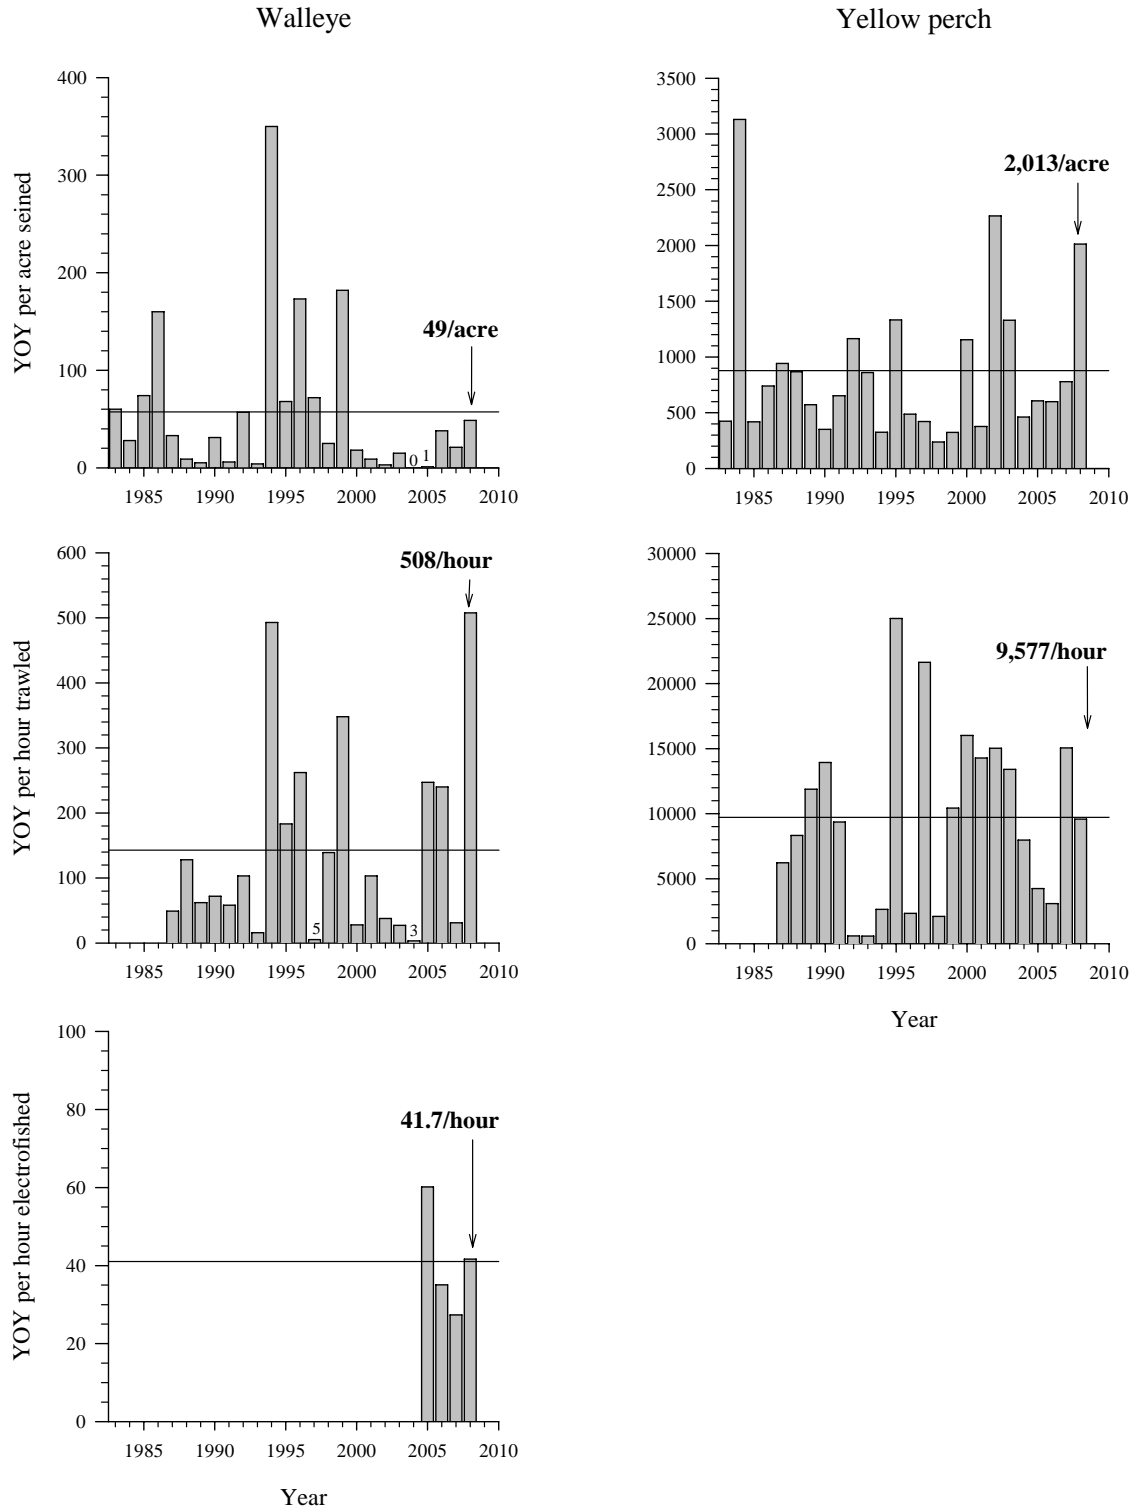 Walleye
Yellow perch
YOY per acre seined
400
300
200
100
0
49/acre
0
1
1985 1990 1995 2000 2005 2010
3500
3000
2500
2000
1500
1000
500
0
2,013/acre
1985 1990 1995 2000 2005 2010
YOY per hour trawled
600
500
400
300
200
100
0
508/hour
5
3
1985 1990 1995 2000 2005 2010
30000
25000
20000
15000
10000
5000
0
9,577/hour
1985 1990 1995 2000 2005 2010
Year
YOY per hour electrofished
100
80
60
40
20
0
41.7/hour
1985 1990 1995 2000 2005 2010
Year